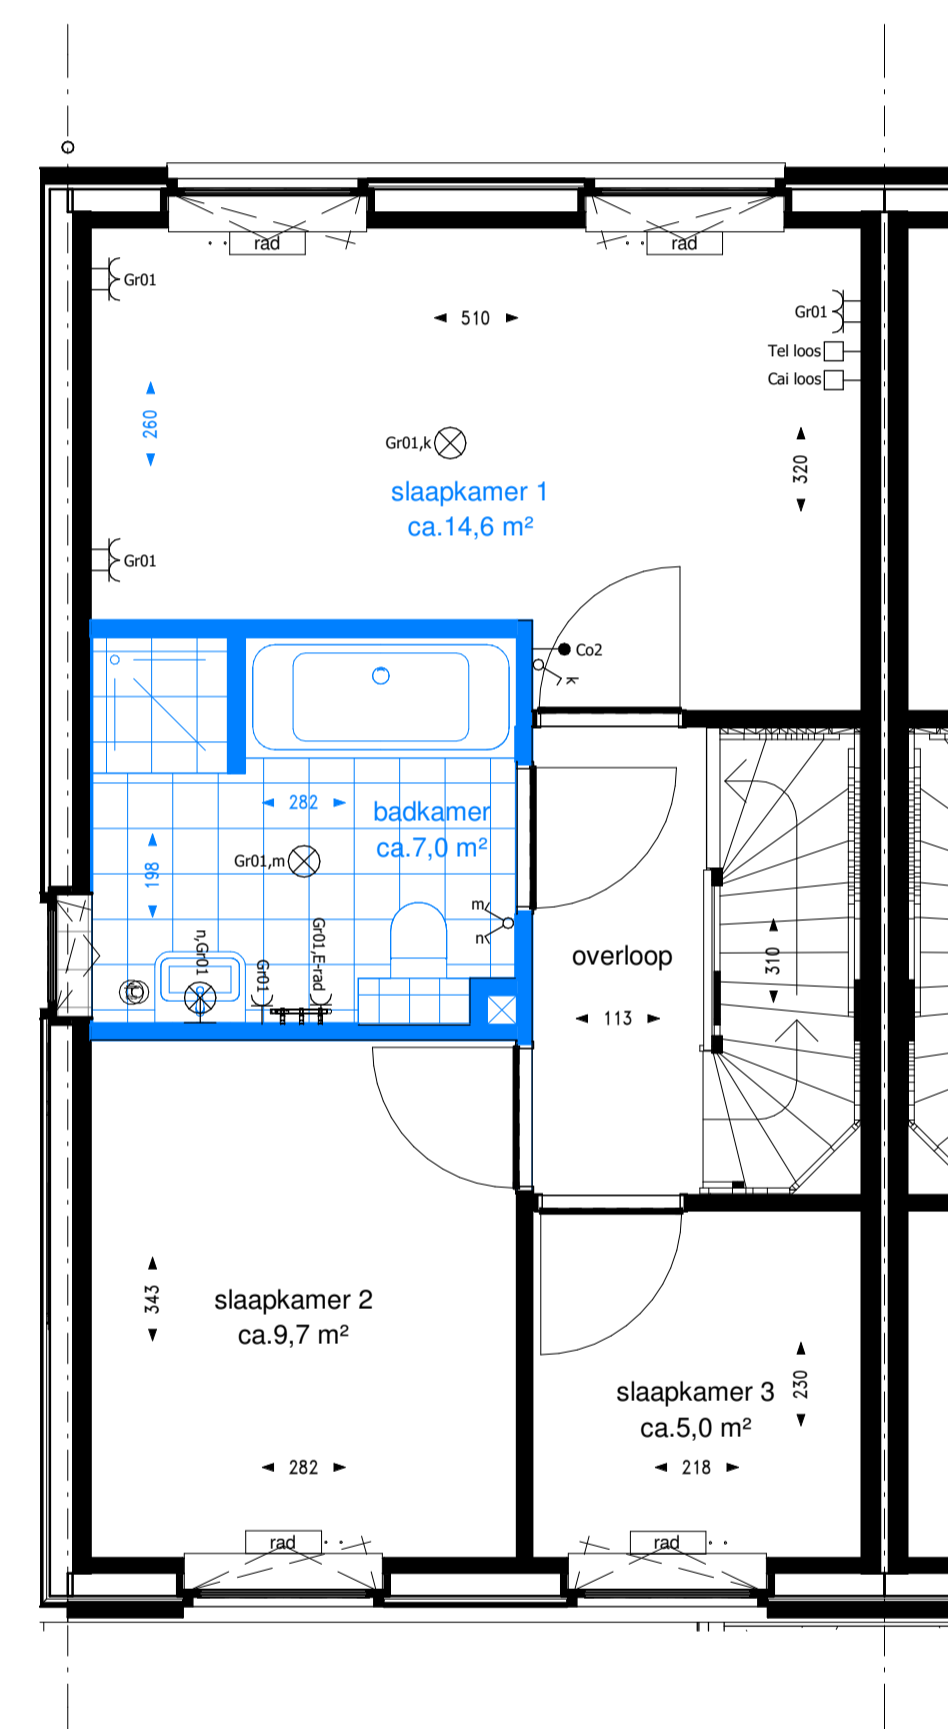 rad
rad
Gr01
Gr01
510
Tel loos
Cai loos
260
Gr01,k
320
slaapkamer 1
ca.14,6 m²
Gr01
Co2
k
282
badkamer
ca.7,0 m²
Gr01,m
198
m
n
n,Gr01
Gr01
Gr01,E-rad
overloop
310
113
343
slaapkamer 2
ca.9,7 m²
slaapkamer 3
ca.5,0 m²
230
282
218
rad
rad